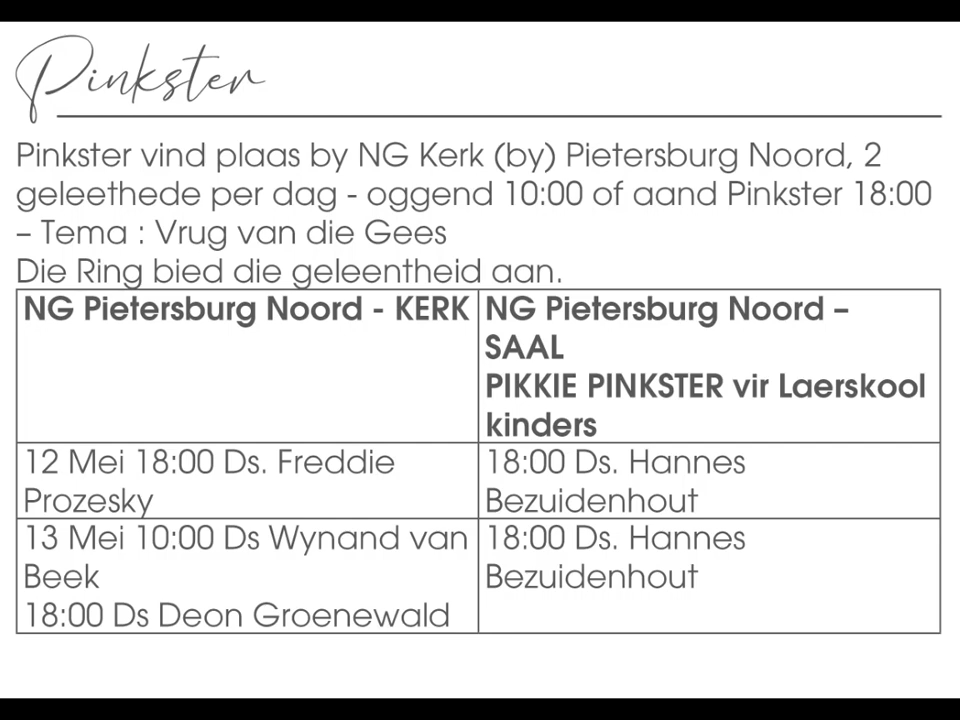 Pinkster
Pinkster vind plaas by NG Kerk (by) Pietersburg Noord, 2
geleethede per dag - oggend 10:00 of aand Pinkster 18:00
– Tema : Vrug van die Gees
Die Ring bied die geleentheid aan.
NG Pietersburg Noord - KERK
NG Pietersburg Noord –
SAAL
PIKKIE PINKSTER vir Laerskool
kinders
12 Mei 18:00 Ds. Freddie
Prozesky
18:00 Ds. Hannes
Bezuidenhout
13 Mei 10:00 Ds Wynand van
Beek
18:00 Ds Deon Groenewald
18:00 Ds. Hannes
Bezuidenhout